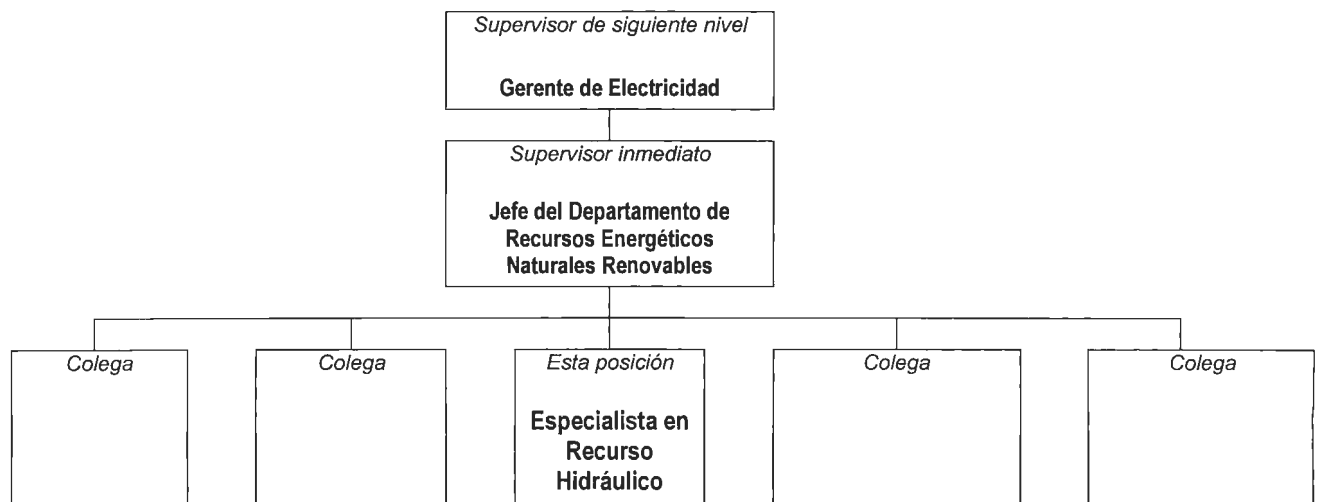 Supervisor de siguiente nivel
Gerente de Electricidad
Supervisor inmediato
Jefe del Departamento de
Recursos Energéticos
Naturales Renovables
Colega
Colega
Esta posición
Especialista en
Recurso
Hidráulico
Colega
Colega